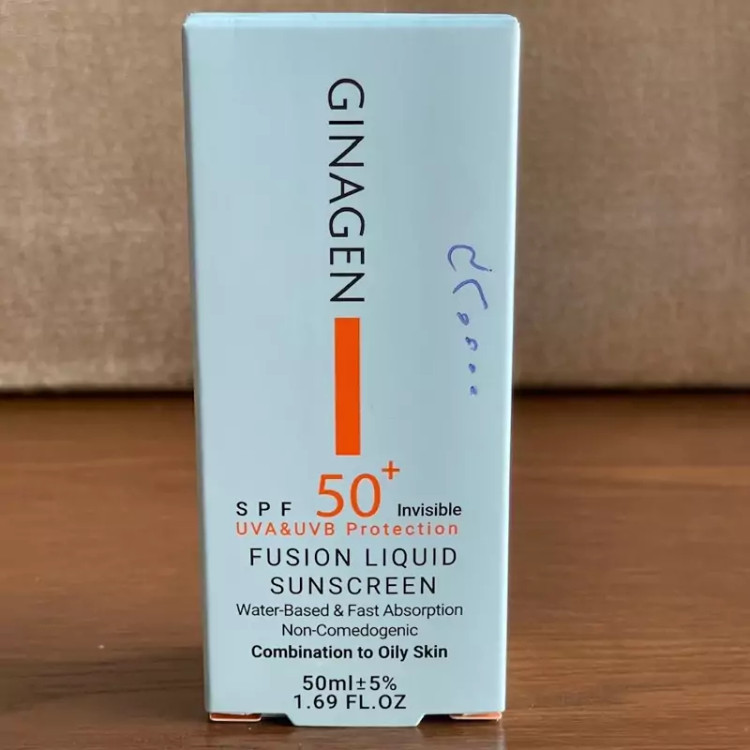 GINAGEN
SPF 50+ Invisible
UVA&UVB Protection
FUSION LIQUID
SUNSCREEN
Water-Based & Fast Absorption
Non-Comedogenic
Combination to Oily Skin
50ml±5%
1.69 FL.OZ